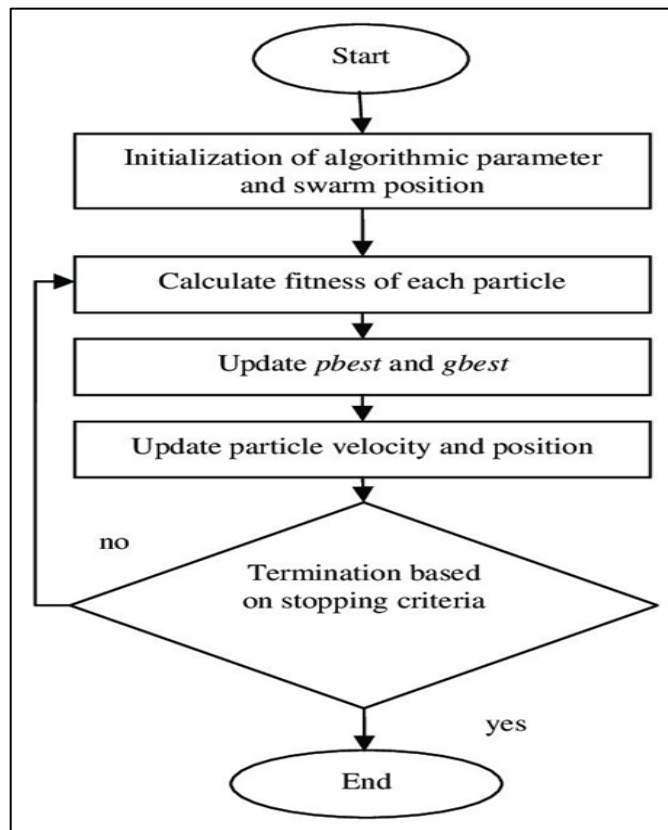 Start
Initialization of algorithmic parameter
and swarm position
Calculate fitness of each particle
Update pbest and gbest
Update particle velocity and position
no
Termination based
on stopping criteria
yes
End